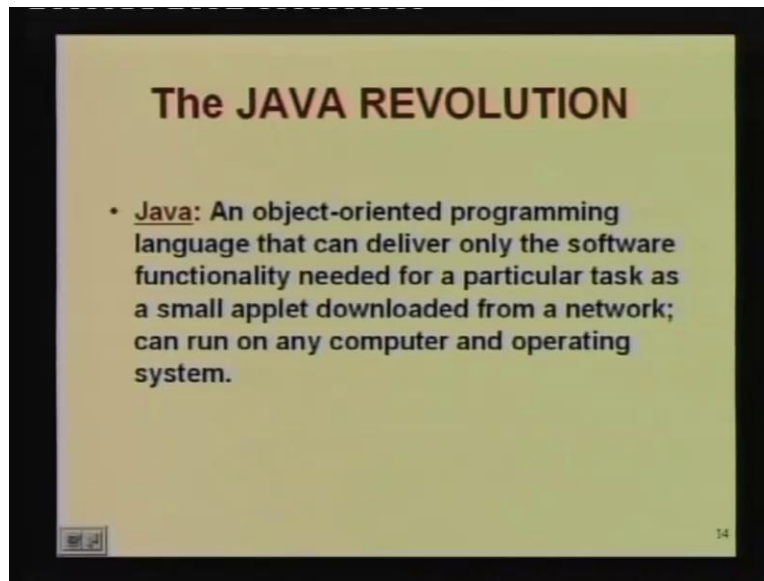 The JAVA REVOLUTION
• Java: An object-oriented programming
language that can deliver only the software
functionality needed for a particular task as
a small applet downloaded from a network;
can run on any computer and operating
system.
14